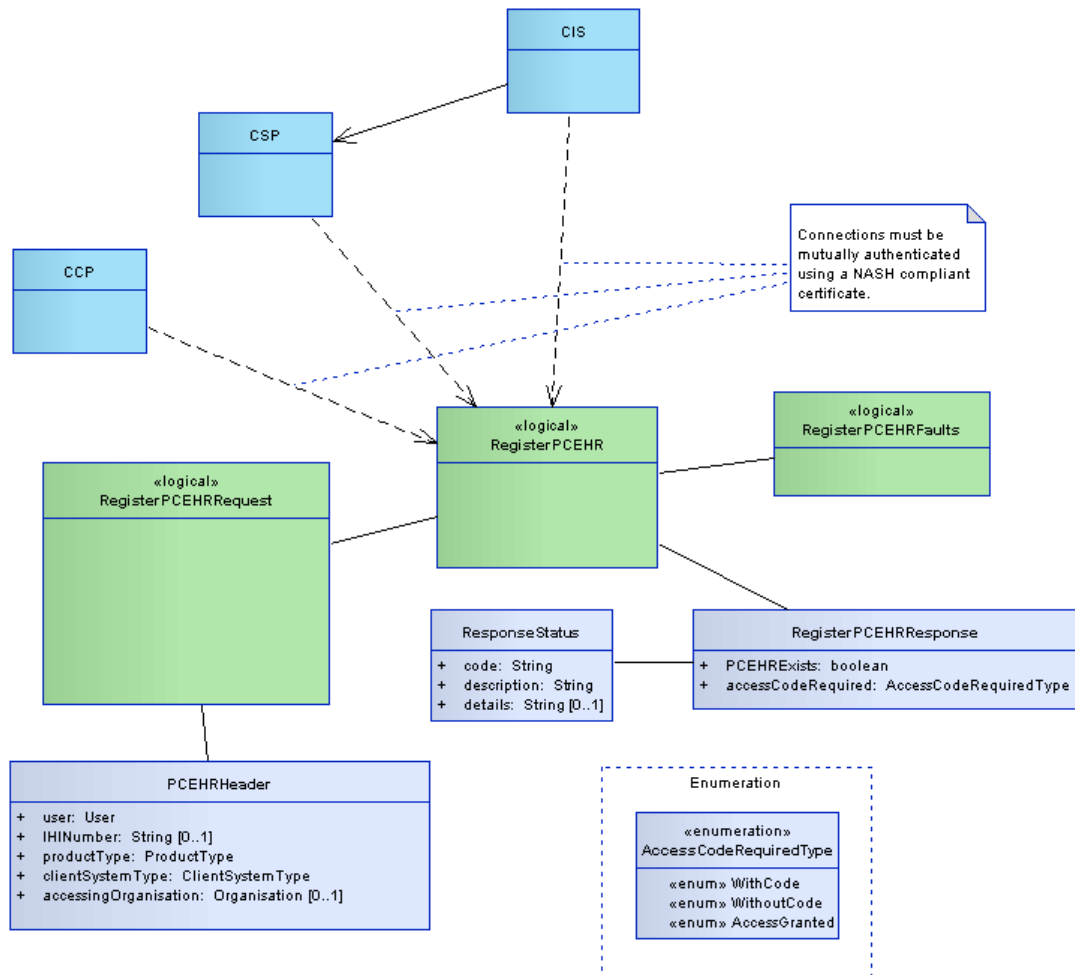 CIS
CSP
CCP
Connections must be
mutually authenticated
using a NASH compliant
certificate.
«logical»
RegisterPCEHR
«logical»
RegisterPCEHRFaults
«logical»
RegisterPCEHRRequest
ResponseStatus
+ code: String
+ description: String
+ details: String [0..1]
RegisterPCEHRResponse
+ PCEHRExists: boolean
+ accessCodeRequired: AccessCodeRequiredType
PCEHRHeader
+ user: User
+ IHINumber: String [0..1]
+ productType: ProductType
+ clientSystemType: ClientSystemType
+ accessingOrganisation: Organisation [0..1]
Enumeration
«enumeration»
AccessCodeRequiredType
«enum» WithCode
«enum» WithoutCode
«enum» AccessGranted